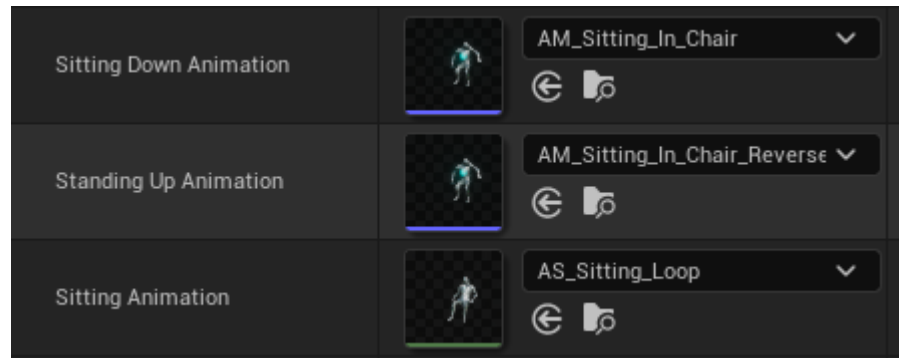 Sitting Down Animation
AM_Sitting_In_Chair
Standing Up Animation
AM_Sitting_In_Chair_Reverse
Sitting Animation
AS_Sitting_Loop